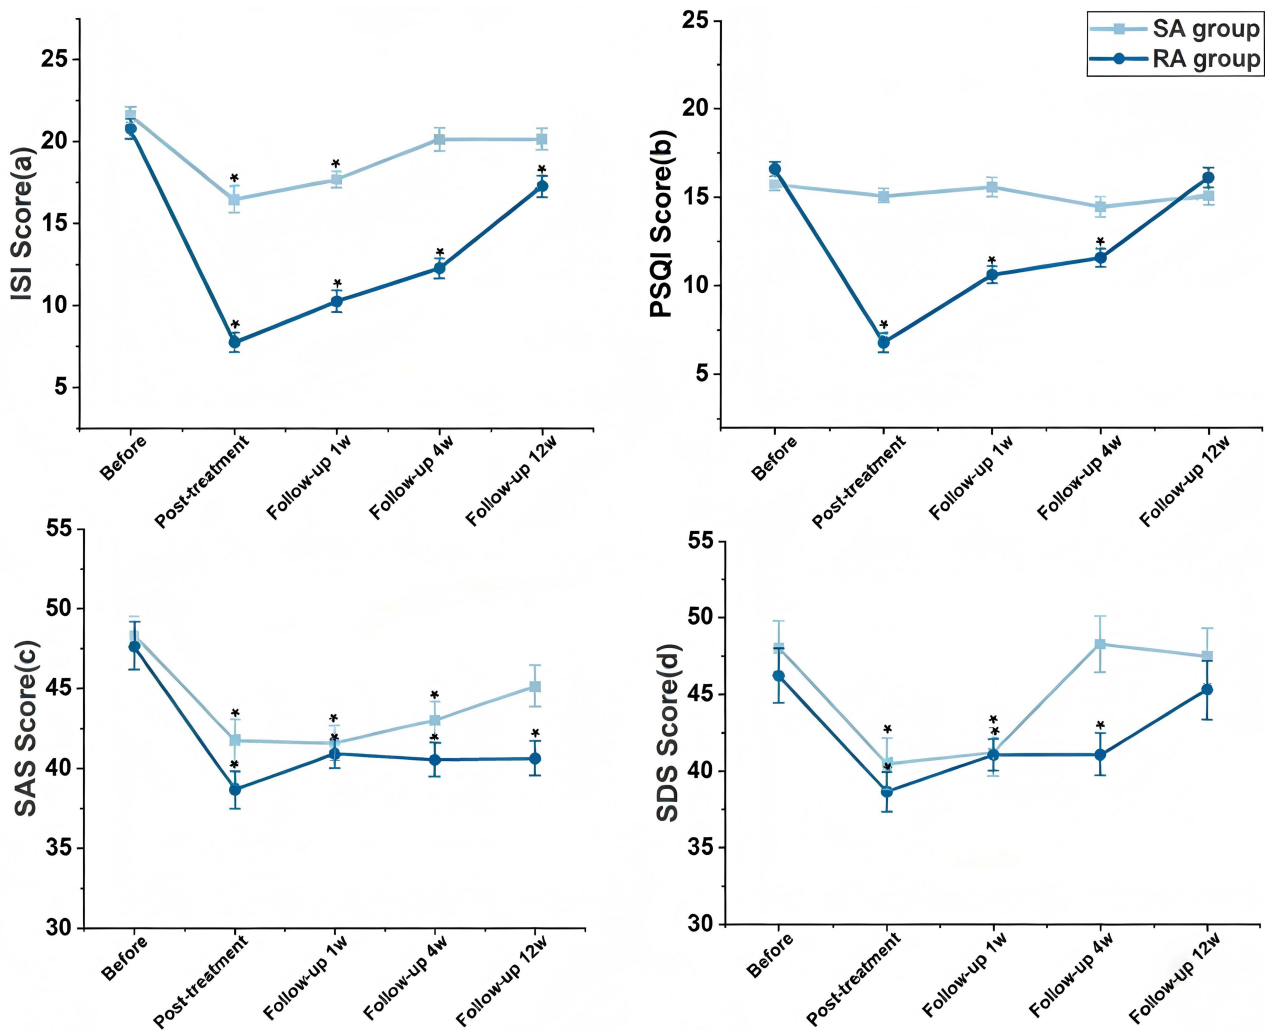 ISI Score(a)
25
20
15
10
5
Before
Post-treatment
Follow-up 1w
Follow-up 4w
Follow-up 12w
PSQI Score(b)
25
20
15
10
5
Before
Post-treatment
Follow-up 1w
Follow-up 4w
Follow-up 12w
SA group
RA group
SAS Score(c)
55
50
45
40
35
30
Before
Post-treatment
Follow-up 1w
Follow-up 4w
Follow-up 12w
SDS Score(d)
55
50
45
40
35
30
Before
Post-treatment
Follow-up 1w
Follow-up 4w
Follow-up 12w